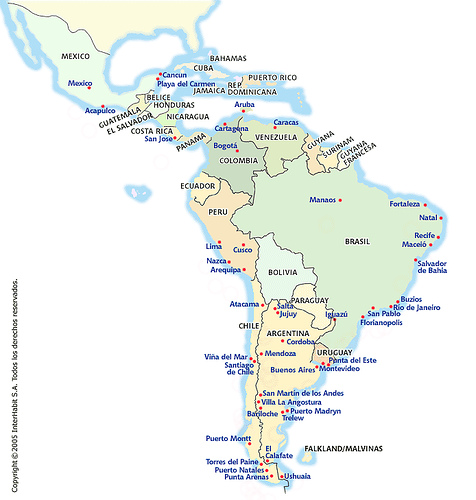 BAHAMAS
MEXICO
CUBA
Cancun
Mexico
Playa del Carmen
PUERTO RICO
JAMAICA
REP.
DOMINICANA
BELICE
HONDURAS
Acapulco
Aruba
GUATEMALA
NICARAGUA
EL SALVADOR
Cartagena
Caracas
COSTA RICA
San Jose
PANAMA
VENEZUELA
GUYANA
SURINAM
GUYANA
FRANCESA
Bogotá
COLOMBIA
ECUADOR
PERU
Manaos
Fortaleza
Natal
Recife
Maceió
BRASIL
Lima
Cusco
Nazca
Arequipa
Salvador
de Bahia
BOLIVIA
Atacama
PARAGUAY
Salta
Jujuy
Iguazú
Buzios
Rio de Janeiro
San Pablo
Florianopolis
CHILE
ARGENTINA
Cordoba
URUGUAY
Viña del Mar
Mendoza
Santiago
de Chile
Punta del Este
Buenos Aires
Montevideo
San Martin de los Andes
Villa La Angostura
Bariloche
Puerto Madryn
Trelew
Puerto Montt
El
Calafate
FALKLAND/MALVINAS
Torres del Paine
Puerto Natales
Punta Arenas
Ushuaia
Copyright ©2005 InterHabit S.A. Todos los derechos reservados.